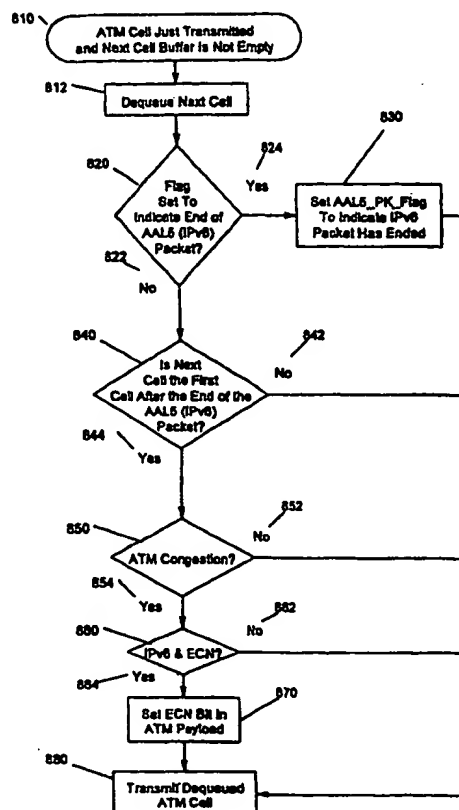 810
ATM Cell Just Transmitted
and Next Cell Buffer Is Not Empty
812
Dequeue Next Cell
820
824
830
Flag
Set To
Indicate End of
AAL5 (IPv6)
Packet?
Yes
Set AAL5_PK_Flag
To Indicate IPv6
Packet Has Ended
822
No
840
842
Is Next
Cell the First
Cell After the End of the
AAL5 (IPv6)
Packet?
No
844
Yes
850
852
ATM Congestion?
No
854
Yes
860
862
IPv6 & ECN?
No
864
Yes
870
Set ECN Bit In
ATM Payload
880
Transmit Dequeued
ATM Cell